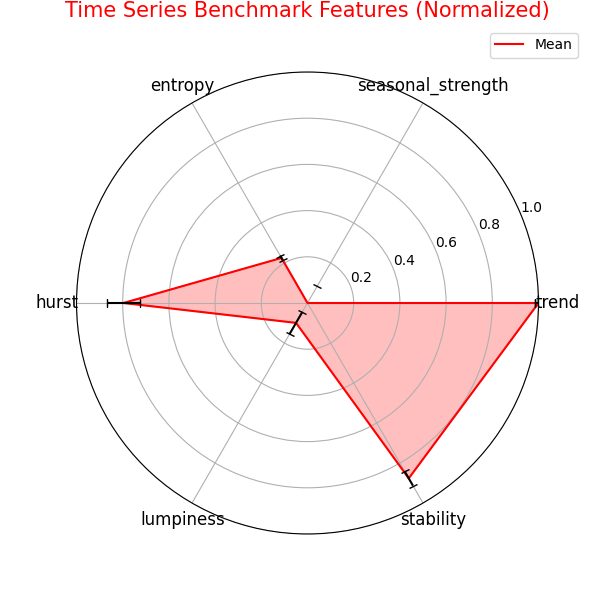 Time Series Benchmark Features (Normalized)
Mean
entropy
seasonal_strength
1.0
0.8
0.6
0.4
0.2
hurst
trend
lumpiness
stability